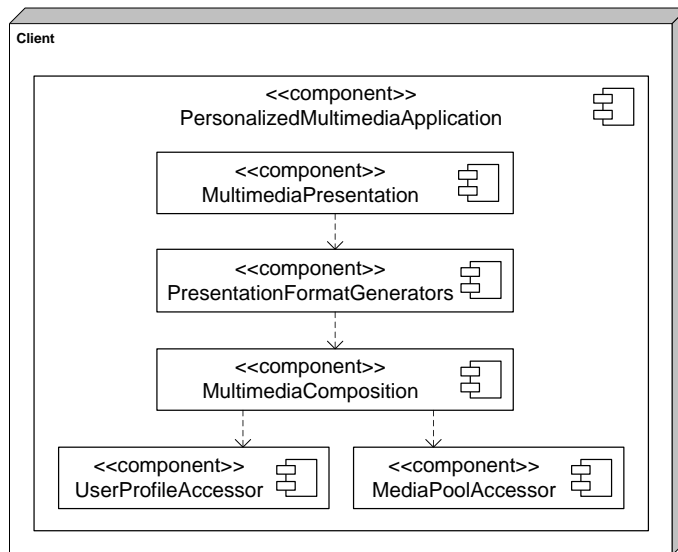 Client
<<component>>
PersonalizedMultimediaApplication
<<component>>
MultimediaPresentation
<<component>>
PresentationFormatGenerators
<<component>>
MultimediaComposition
<<component>>
UserProfileAccessor
<<component>>
MediaPoolAccessor